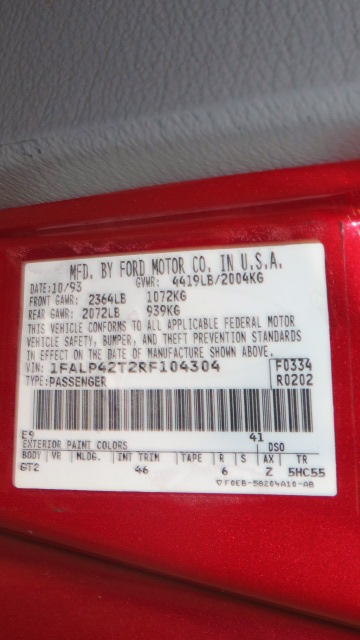 MFD. BY FORD MOTOR CO. IN U.S.A.
DATE: 10/93 GVWR: 4419LB/2004KG
FRONT GAWR: 2364LB 1072KG
REAR GAWR: 2072LB 939KG
THIS VEHICLE CONFORMS TO ALL APPLICABLE FEDERAL MOTOR
VEHICLE SAFETY, BUMPER, AND THEFT PREVENTION STANDARDS
IN EFFECT ON THE DATE OF MANUFACTURE SHOWN ABOVE.
VIN: 1FALP42T2RF104304 F0334
TYPE: PASSENGER R0202
E9 41
EXTERIOR PAINT COLORS DSO
BODY VR MLDG. INT TRIM TAPE R S AX TR
GT2 46 6 Z 5HC55
▽F0EB-58204A10-AB